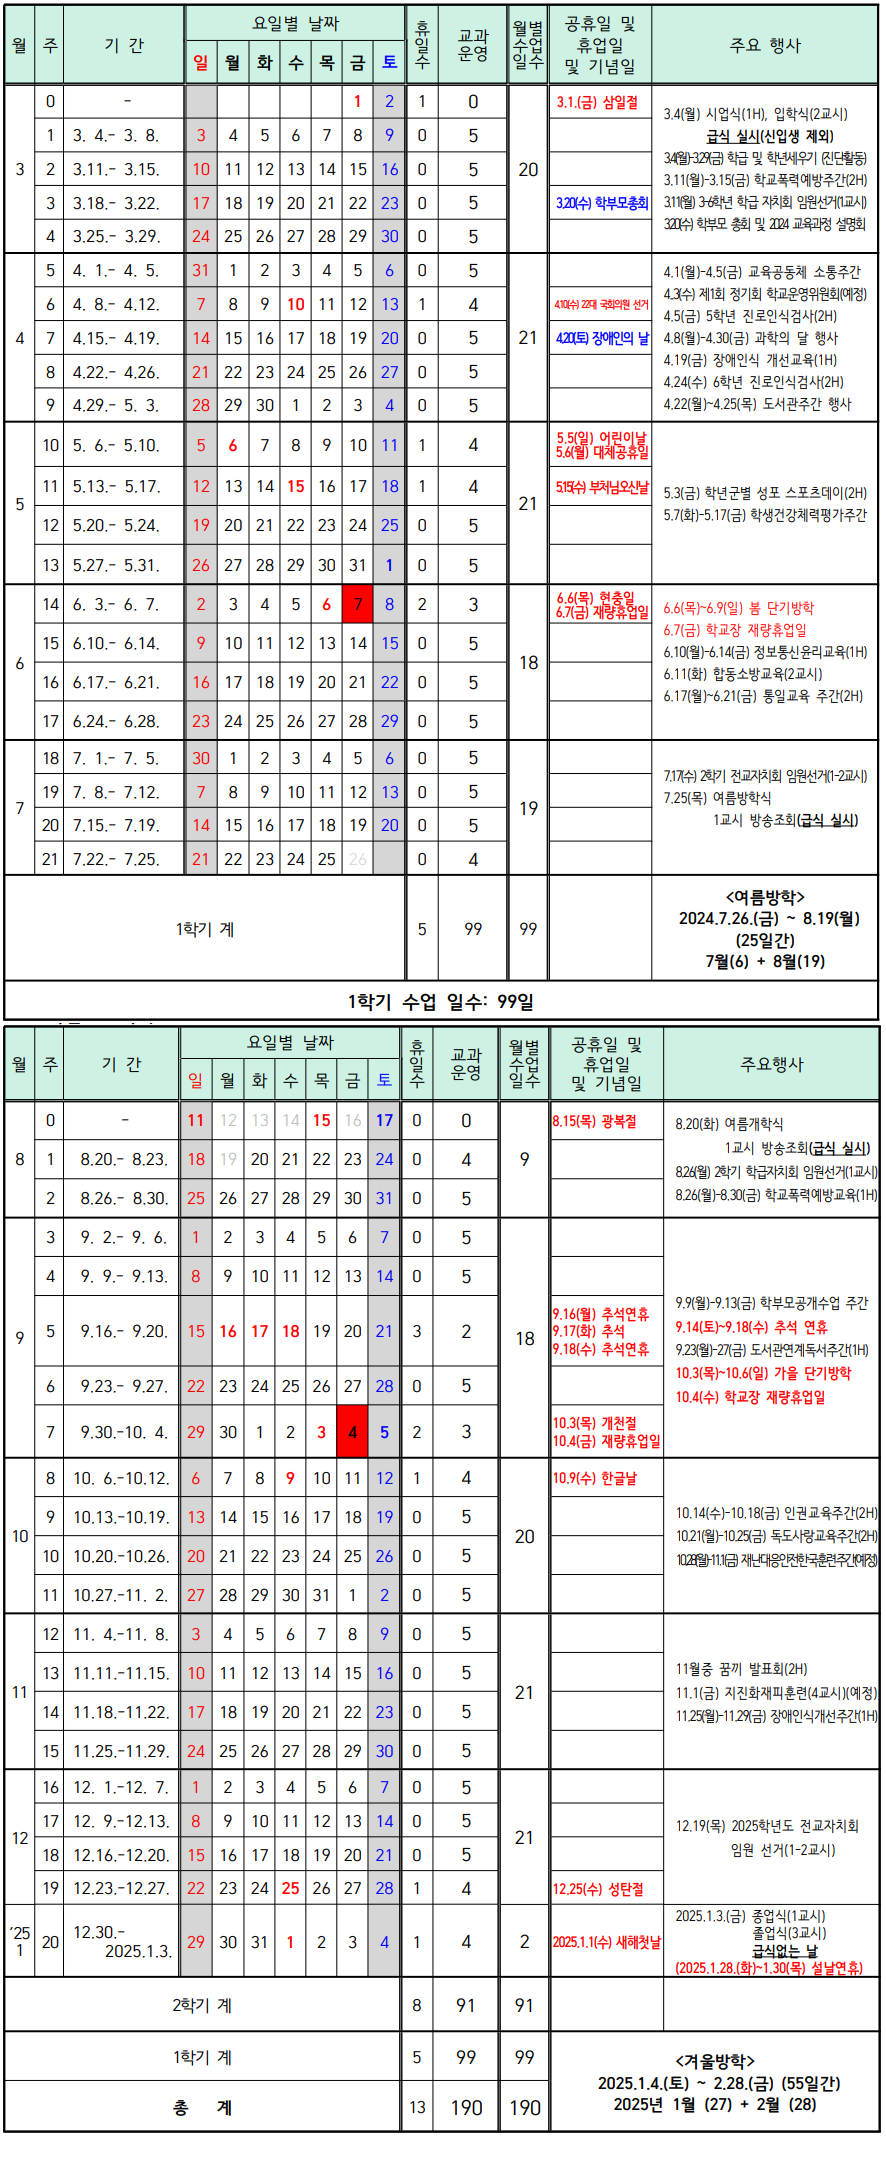 월 주 기 간 요일별 날짜 휴일수 교과운영 월별수업일수 공휴일 및 휴업일 및 기념일 주요 행사
일 월 화 수 목 금 토
3
0 - 1 2 1 0 3.1.(금) 삼일절
1 3. 4.- 3. 8. 3 4 5 6 7 8 9 0 5
2 3.11.- 3.15. 10 11 12 13 14 15 16 0 5
3 3.18.- 3.22. 17 18 19 20 21 22 23 0 5 3.20(수) 학부모총회
4 3.25.- 3.29. 24 25 26 27 28 29 30 0 5
20
3.4(월) 시업식(1H), 입학식(2교시)
급식 실시(신입생 제외)
3.4(월)-3.29(금) 학급 및 학년세우기 (진단활동)
3.11(월)-3.15(금) 학교폭력예방주간(2H)
3.11(월) 3-6학년 학급 자치회 임원선거(1교시)
3.20(수) 학부모 총회 및 2024 교육과정 설명회
4
5 4. 1.- 4. 5. 31 1 2 3 4 5 6 0 5
6 4. 8.- 4.12. 7 8 9 10 11 12 13 1 4 4.10(수) 22대 국회의원 선거
7 4.15.- 4.19. 14 15 16 17 18 19 20 0 5 4.20(토) 장애인의 날
8 4.22.- 4.26. 21 22 23 24 25 26 27 0 5
9 4.29.- 5. 3. 28 29 30 1 2 3 4 0 5
21
4.1(월)-4.5(금) 교육공동체 소통주간
4.3(수) 제1회 정기회 학교운영위원회(예정)
4.5(금) 5학년 진로인식검사(2H)
4.8(월)-4.30(금) 과학의 달 행사
4.19(금) 장애인식 개선교육(1H)
4.24(수) 6학년 진로인식검사(2H)
4.22(월)~4.25(목) 도서관주간 행사
5
10 5. 6.- 5.10. 5 6 7 8 9 10 11 1 4 5.5(일) 어린이날
5.6(월) 대체공휴일
11 5.13.- 5.17. 12 13 14 15 16 17 18 1 4 5.15(수) 부처님오신날
12 5.20.- 5.24. 19 20 21 22 23 24 25 0 5
13 5.27.- 5.31. 26 27 28 29 30 31 1 0 5
21
5.3(금) 학년군별 성포 스포츠데이(2H)
5.7(화)-5.17(금) 학생건강체력평가주간
6
14 6. 3.- 6. 7. 2 3 4 5 6 7 8 2 3 6.6(목) 현충일
6.7(금) 재량휴업일
15 6.10.- 6.14. 9 10 11 12 13 14 15 0 5
16 6.17.- 6.21. 16 17 18 19 20 21 22 0 5
17 6.24.- 6.28. 23 24 25 26 27 28 29 0 5
18
6.6(목)~6.9(일) 봄 단기방학
6.7(금) 학교장 재량휴업일
6.10(월)-6.14(금) 정보통신윤리교육(1H)
6.11(화) 합동소방교육(2교시)
6.17(월)~6.21(금) 통일교육 주간(2H)
7
18 7. 1.- 7. 5. 30 1 2 3 4 5 6 0 5
19 7. 8.- 7.12. 7 8 9 10 11 12 13 0 5
20 7.15.- 7.19. 14 15 16 17 18 19 20 0 5
21 7.22.- 7.25. 21 22 23 24 25 26 0 4
19
7.17(수) 2학기 전교자치회 임원선거(1-2교시)
7.25(목) 여름방학식
1교시 방송조회(급식 실시)
1학기 계 5 99 99
<여름방학>
2024.7.26.(금) ~ 8.19(월)
(25일간)
7월(6) + 8월(19)
1학기 수업 일수: 99일
월 주 기 간 요일별 날짜 휴일수 교과운영 월별수업일수 공휴일 및 휴업일 및 기념일 주요행사
일 월 화 수 목 금 토
8
0 - 11 12 13 14 15 16 17 0 0 8.15(목) 광복절
1 8.20.- 8.23. 18 19 20 21 22 23 24 0 4
2 8.26.- 8.30. 25 26 27 28 29 30 31 0 5
9
8.20(화) 여름개학식
1교시 방송조회(급식 실시)
8.26(월) 2학기 학급자치회 임원선거(1교시)
8.26(월)-8.30(금) 학교폭력예방교육(1H)
9
3 9. 2.- 9. 6. 1 2 3 4 5 6 7 0 5
4 9. 9.- 9.13. 8 9 10 11 12 13 14 0 5
5 9.16.- 9.20. 15 16 17 18 19 20 21 3 2 9.16(월) 추석연휴
9.17(화) 추석
9.18(수) 추석연휴
6 9.23.- 9.27. 22 23 24 25 26 27 28 0 5
7 9.30.-10. 4. 29 30 1 2 3 4 5 2 3 10.3(목) 개천절
10.4(금) 재량휴업일
18
9.9(월)-9.13(금) 학부모공개수업 주간
9.14(토)~9.18(수) 추석 연휴
9.23(월)-27(금) 도서관연계독서주간(1H)
10.3(목)~10.6(일) 가을 단기방학
10.4(수) 학교장 재량휴업일
10
8 10. 6.-10.12. 6 7 8 9 10 11 12 1 4 10.9(수) 한글날
9 10.13.-10.19. 13 14 15 16 17 18 19 0 5
10 10.20.-10.26. 20 21 22 23 24 25 26 0 5
11 10.27.-11. 2. 27 28 29 30 31 1 2 0 5
20
10.14(수)-10.18(금) 인권교육주간(2H)
10.21(월)-10.25(금) 독도사랑교육주간(2H)
10.28(월)-11.1(금) 재난대응안전한국훈련주간(예정)
11
12 11. 4.-11. 8. 3 4 5 6 7 8 9 0 5
13 11.11.-11.15. 10 11 12 13 14 15 16 0 5
14 11.18.-11.22. 17 18 19 20 21 22 23 0 5
15 11.25.-11.29. 24 25 26 27 28 29 30 0 5
21
11월중 꿈끼 발표회(2H)
11.1(금) 지진화재피훈련(4교시)(예정)
11.25(월)-11.29(금) 장애인식개선주간(1H)
12
16 12. 1.-12. 7. 1 2 3 4 5 6 7 0 5
17 12. 9.-12.13. 8 9 10 11 12 13 14 0 5
18 12.16.-12.20. 15 16 17 18 19 20 21 0 5
19 12.23.-12.27. 22 23 24 25 26 27 28 1 4 12.25(수) 성탄절
21
12.19(목) 2025학년도 전교자치회
임원 선거(1-2교시)
'25
1
20 12.30.-
2025.1.3. 29 30 31 1 2 3 4 1 4 2 2025.1.1(수) 새해첫날
2025.1.3.(금) 종업식(1교시)
졸업식(3교시)
급식없는 날
(2025.1.28.(화)~1.30(목) 설날연휴)
2학기 계 8 91 91
1학기 계 5 99 99
총 계 13 190 190
<겨울방학>
2025.1.4.(토) ~ 2.28.(금) (55일간)
2025년 1월 (27) + 2월 (28)